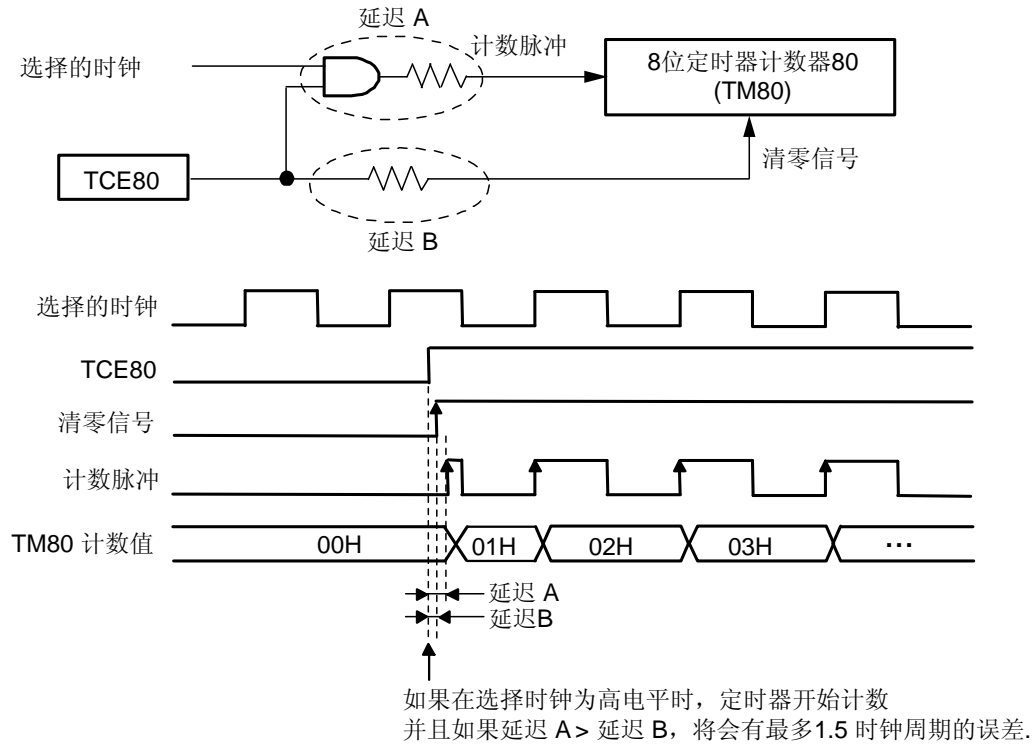 延迟 A
计数脉冲
选择的时钟
8位定时器计数器80
(TM80)
清零信号
TCE80
延迟 B
选择的时钟
TCE80
清零信号
计数脉冲
TM80 计数值
00H
01H
02H
03H
...
延迟 A
延迟B
如果在选择时钟为高电平时，定时器开始计数
并且如果延迟 A > 延迟 B，将会有最多1.5 时钟周期的误差.